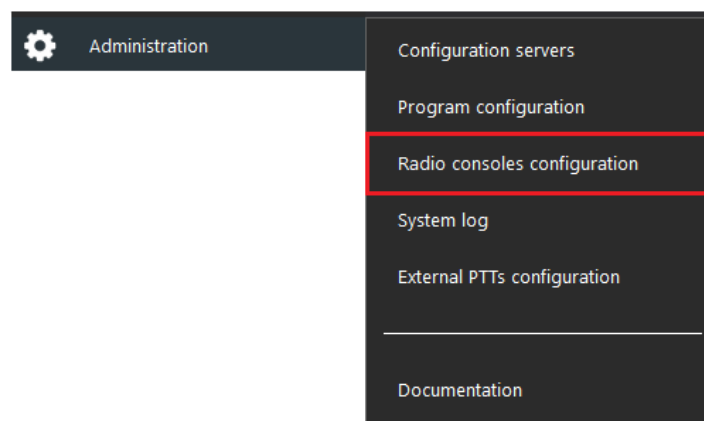 Administration
Configuration servers
Program configuration
Radio consoles configuration
System log
External PTTs configuration
Documentation